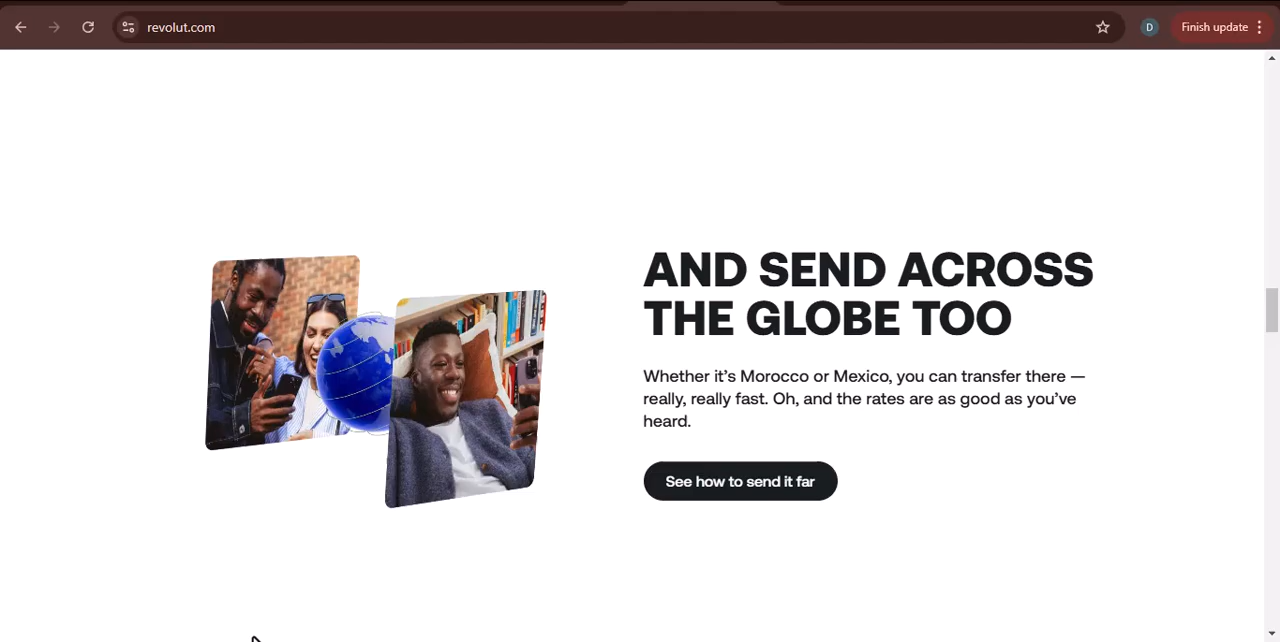 revolut.com
D
Finish update
AND SEND ACROSS
THE GLOBE TOO
Whether it’s Morocco or Mexico, you can transfer there —
really, really fast. Oh, and the rates are as good as you’ve
heard.
See how to send it far